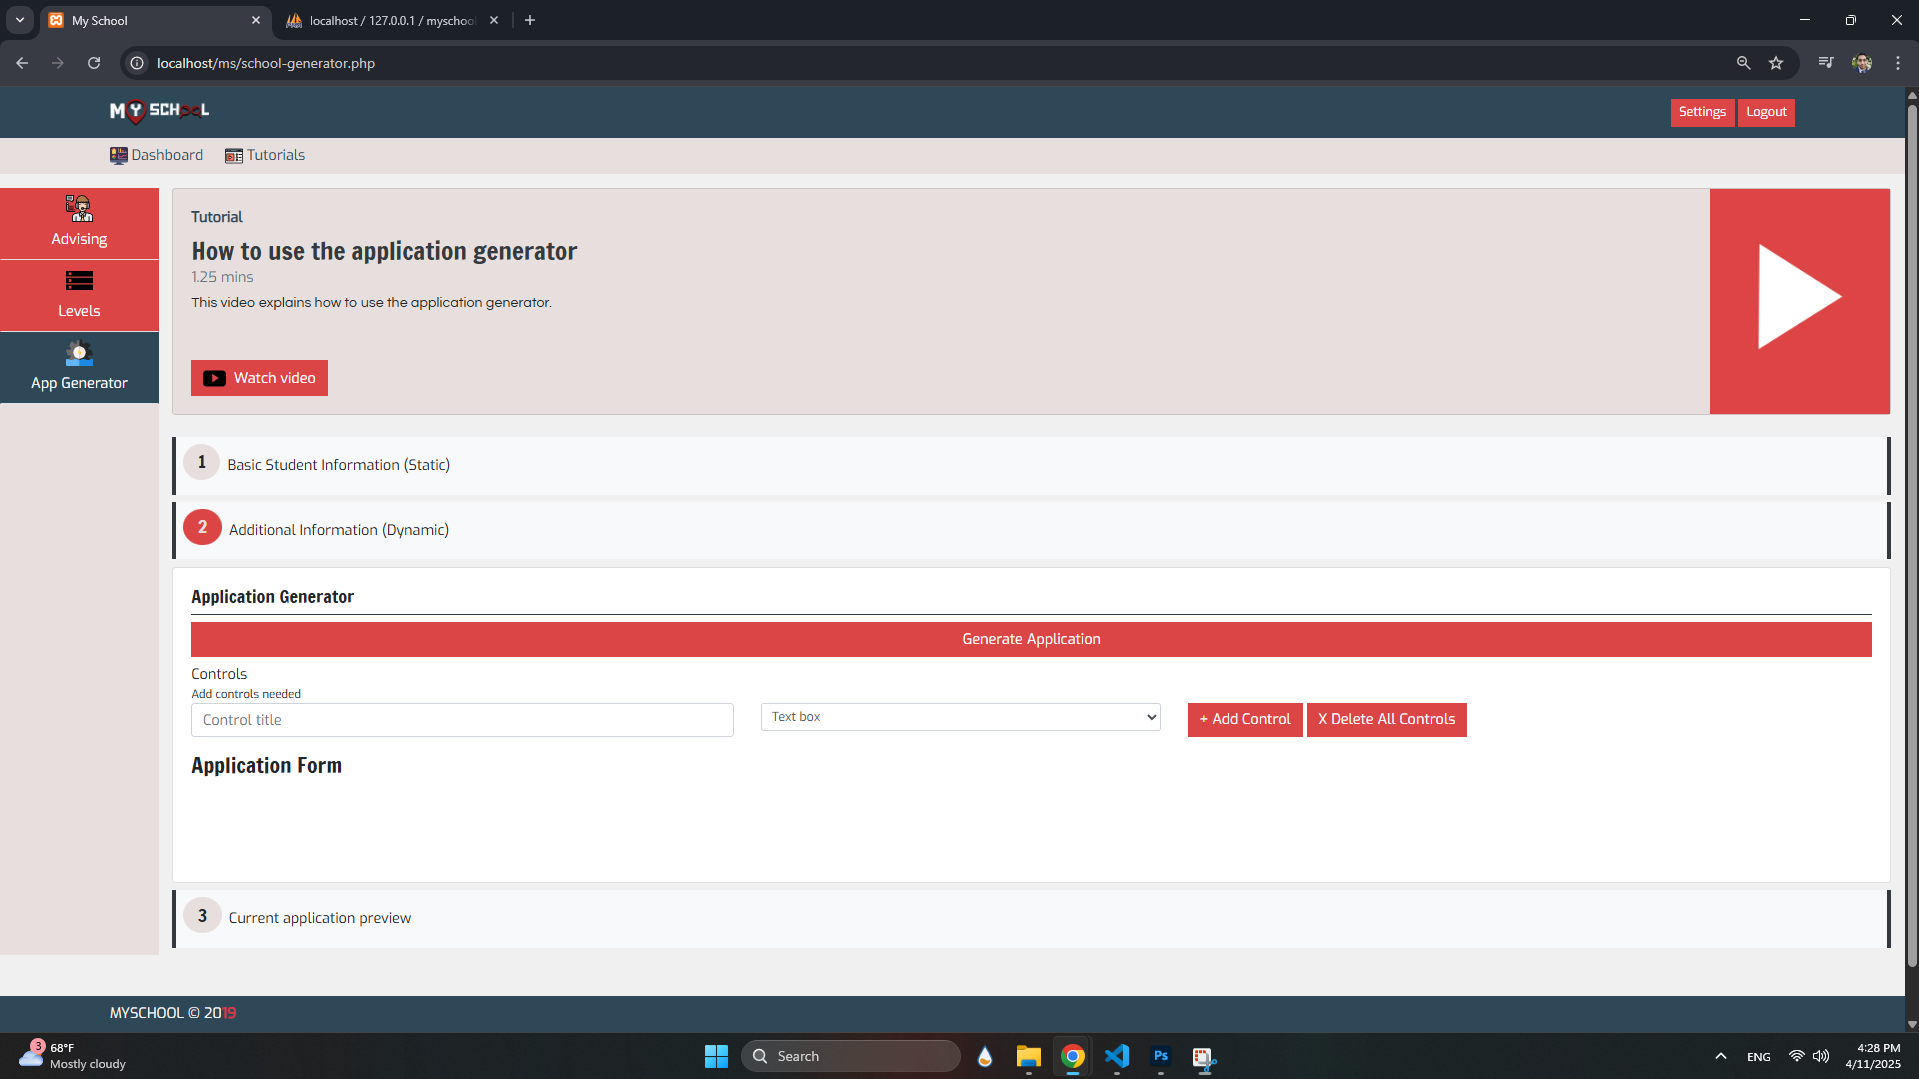 My School
localhost / 127.0.0.1 / myschool
localhost/ms/school-generator.php
MY SCHOOL
Settings
Logout
Dashboard
Tutorials
Advising
Levels
App Generator
Tutorial
How to use the application generator
1.25 mins
This video explains how to use the application generator.
Watch video
1 Basic Student Information (Static)
2 Additional Information (Dynamic)
Application Generator
Generate Application
Controls
Add controls needed
Control title
Text box
+ Add Control
X Delete All Controls
Application Form
3 Current application preview
MYSCHOOL © 2019
3
68°F
Mostly cloudy
Search
Ps
ENG
4:28 PM
4/11/2025